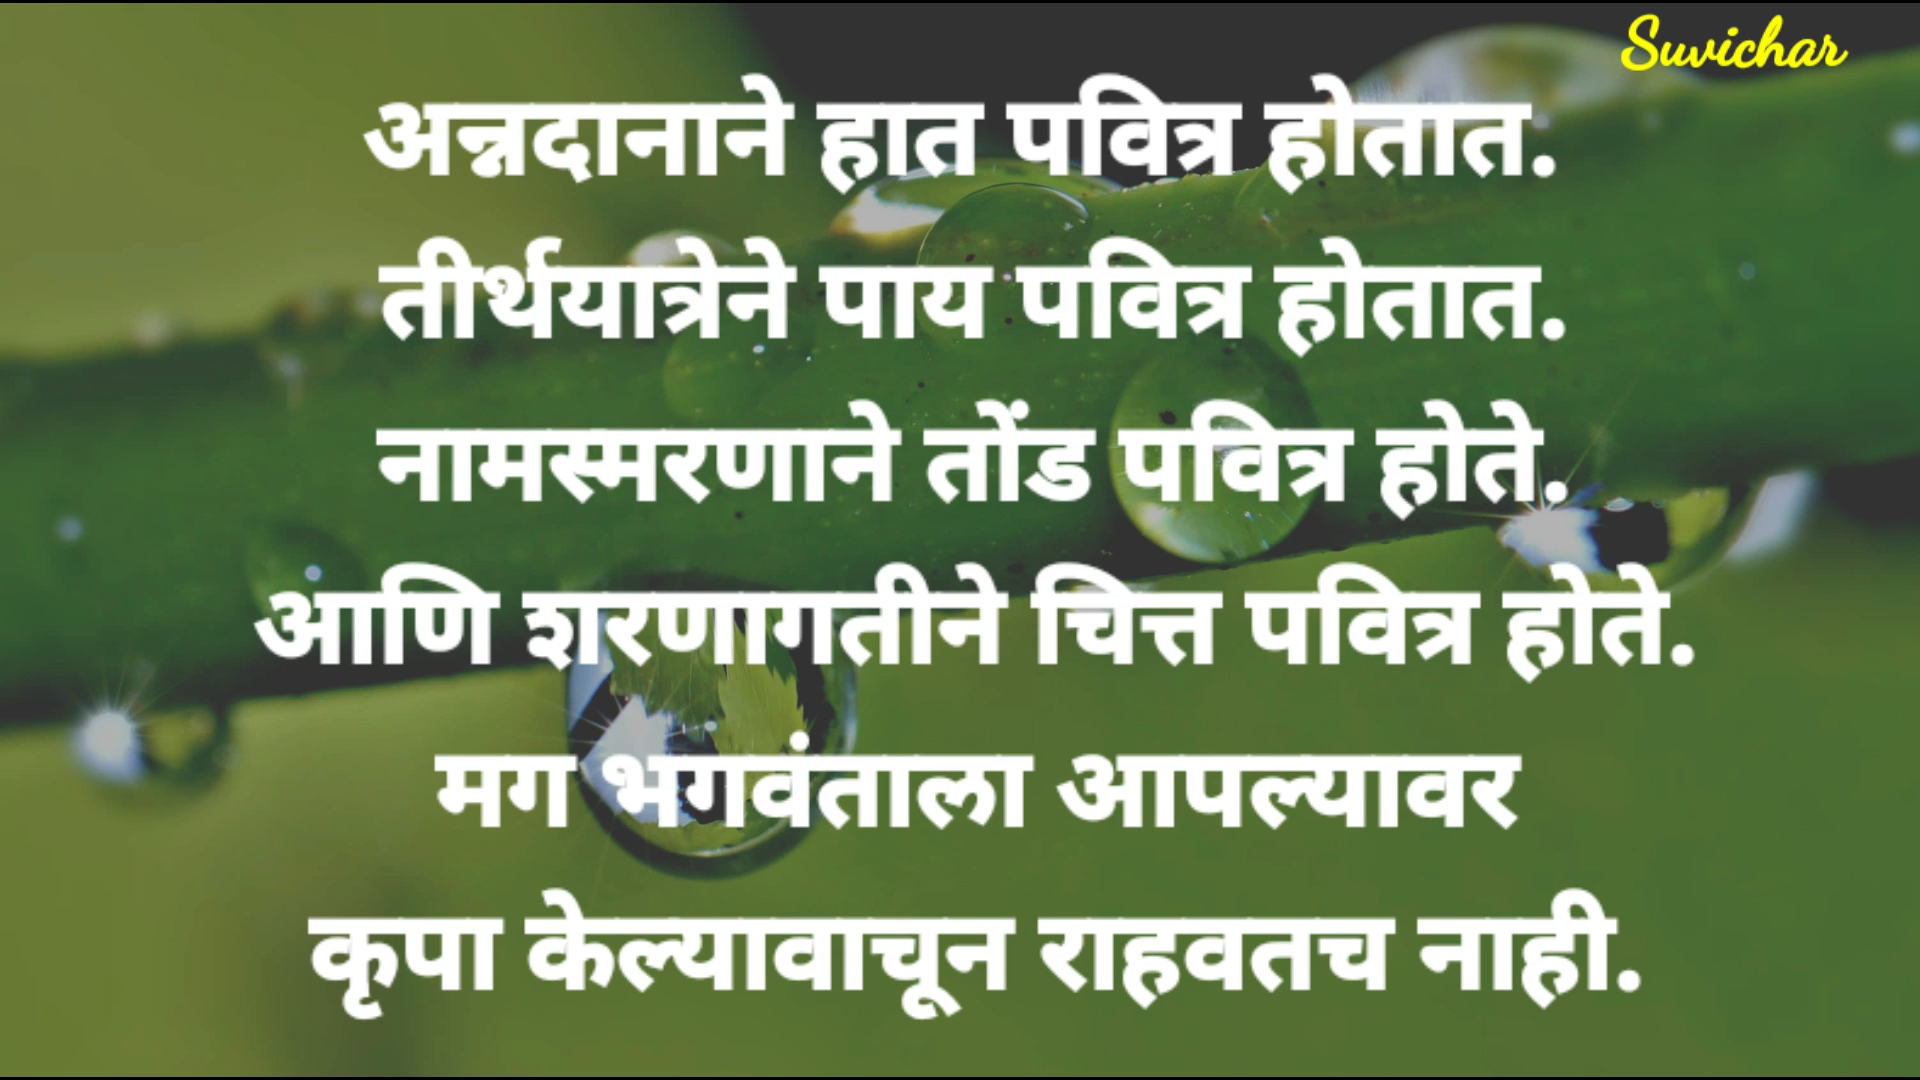 Suvichar
अन्नदानाने हात पवित्र होतात.
तीर्थयात्रेने पाय पवित्र होतात.
नामस्मरणाने तोंड पवित्र होते.
आणि शरणागतीने चित्त पवित्र होते.
मग भगवंताला आपल्यावर
कृपा केल्यावाचून राहवतच नाही.